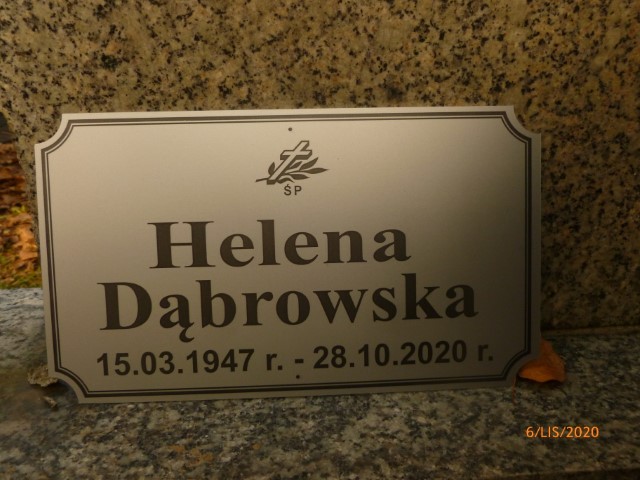 ŚP
Helena
Dąbrowska
15.03.1947 r. - 28.10.2020 r.
6/LIS/2020